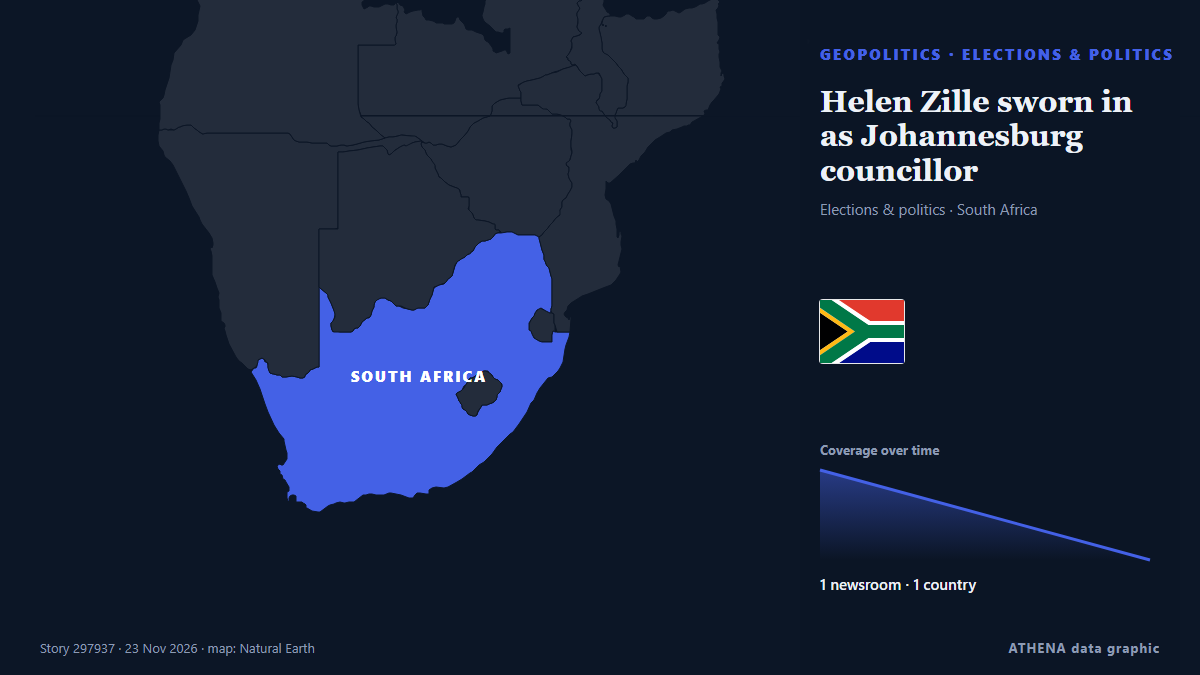 GEOPOLITICS · ELECTIONS & POLITICS
Helen Zille sworn in
as Johannesburg
councillor
Elections & politics · South Africa
SOUTH AFRICA
Coverage over time
1 newsroom · 1 country
Story 297937 · 23 Nov 2026 · map: Natural Earth
ATHENA data graphic